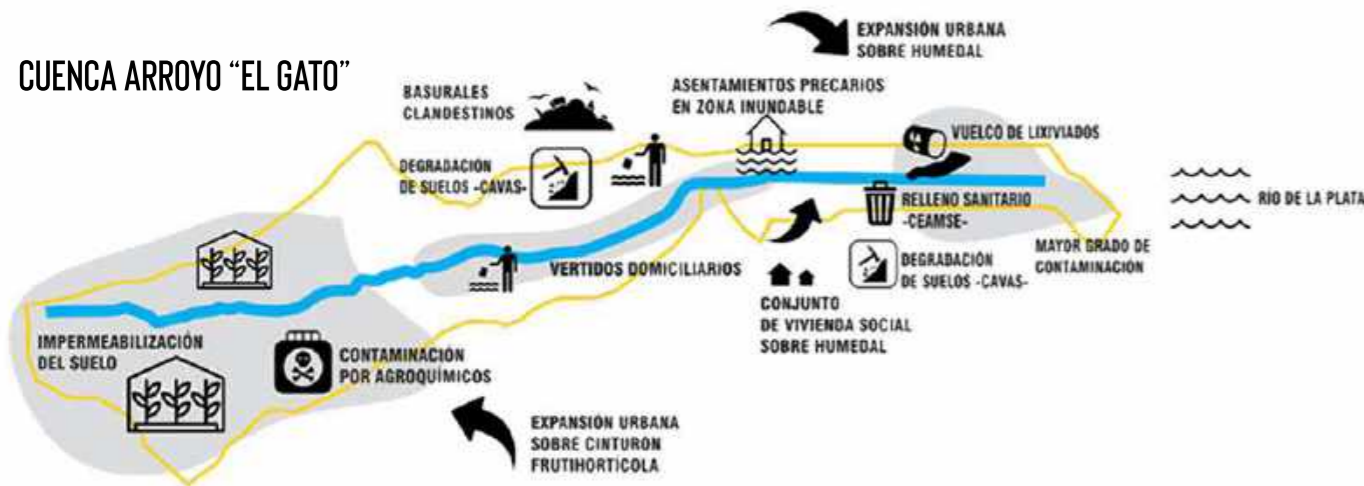 CUENCA ARROYO “EL GATO”
EXPANSIÓN URBANA
SOBRE HUMEDAL
BASURALES
CLANDESTINOS
ASENTAMIENTOS PRECARIOS
EN ZONA INUNDABLE
VUELCO DE LIXIVIADOS
DEGRADACIÓN
DE SUELOS -CAVAS-
RELLENO SANITARIO
-CEAMSE-
RÍO DE LA PLATA
MAYOR GRADO DE
CONTAMINACIÓN
VERTIDOS DOMICILIARIOS
DEGRADACIÓN
DE SUELOS -CAVAS-
CONJUNTO
DE VIVIENDA SOCIAL
SOBRE HUMEDAL
IMPERMEABILIZACIÓN
DEL SUELO
CONTAMINACIÓN
POR AGROQUÍMICOS
EXPANSIÓN URBANA
SOBRE CINTURÓN
FRUTIHORTÍCOLA